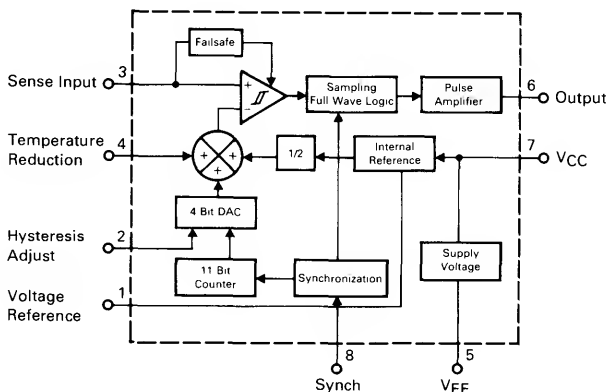 Failsafe
3
Sense Input
+
−
Sampling
Full Wave Logic
Pulse
Amplifier
6
Output
Temperature
Reduction
4
+
+
+
1/2
Internal
Reference
7
VCC
4 Bit DAC
Hysteresis
Adjust
2
11 Bit
Counter
Synchronization
Supply
Voltage
Voltage
Reference
1
8
Synch
5
VEE